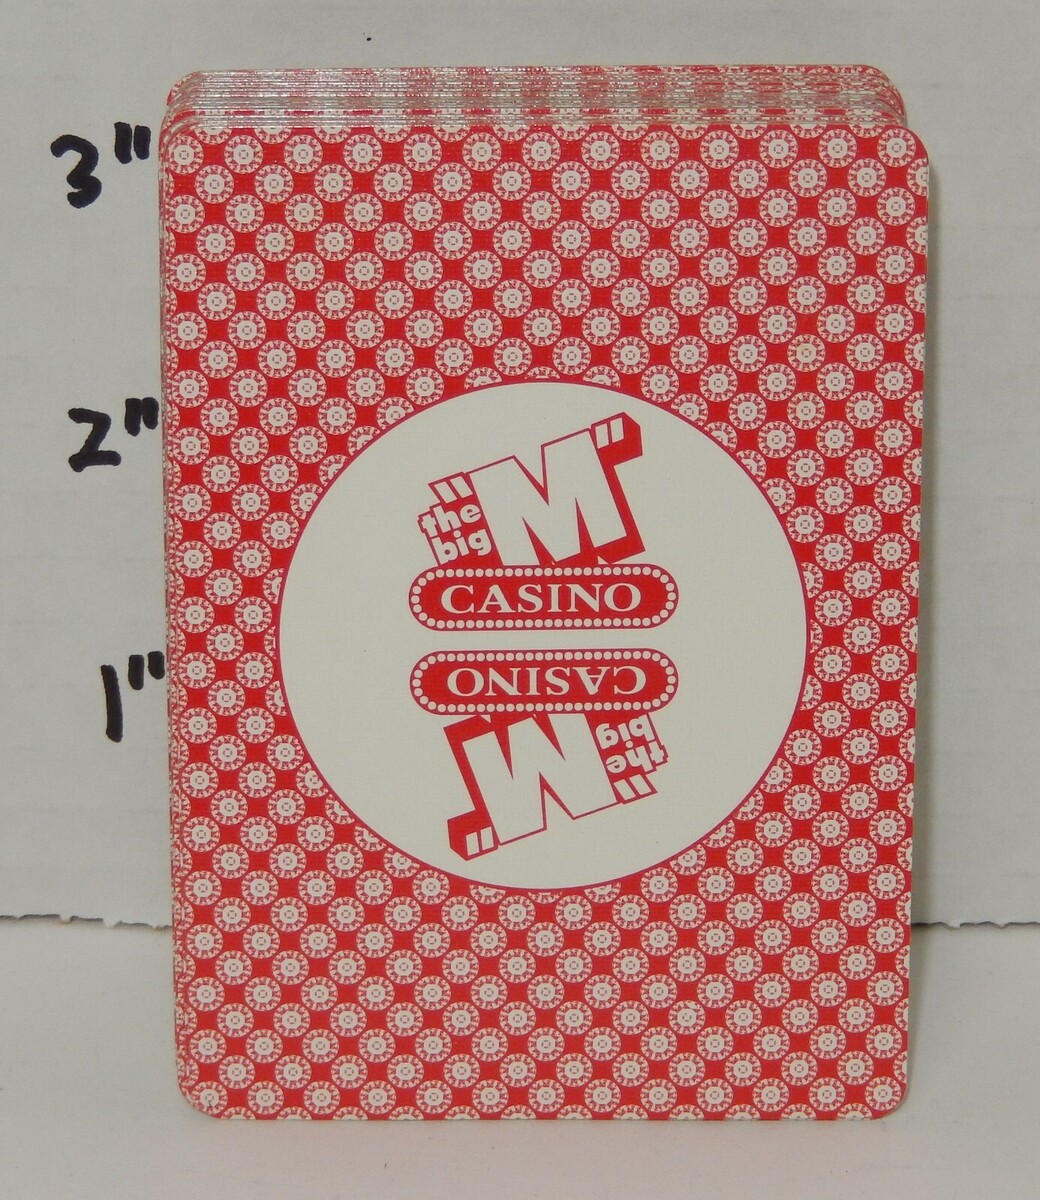 3"
2"
1"
"the big "M"
CASINO
CASINO
"the big "M"